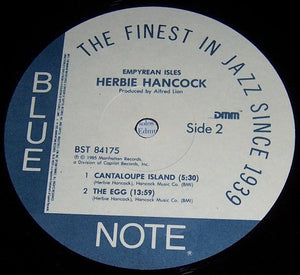 THE FINEST IN JAZZ SINCE 1939
BLUE
NOTE
EMPYREAN ISLES
HERBIE HANCOCK
Produced by Alfred Lion
DMM
Side 2
BST 84175
℗ © 1985 Manhattan Records,
a Division of Capitol Records, Inc.
1 CANTALOUPE ISLAND (5:30)
(Herbie Hancock, Hancock Music Co. (BMI)
2 THE EGG (13:59)
(Herbie Hancock, Hancock Music Co. (BMI)